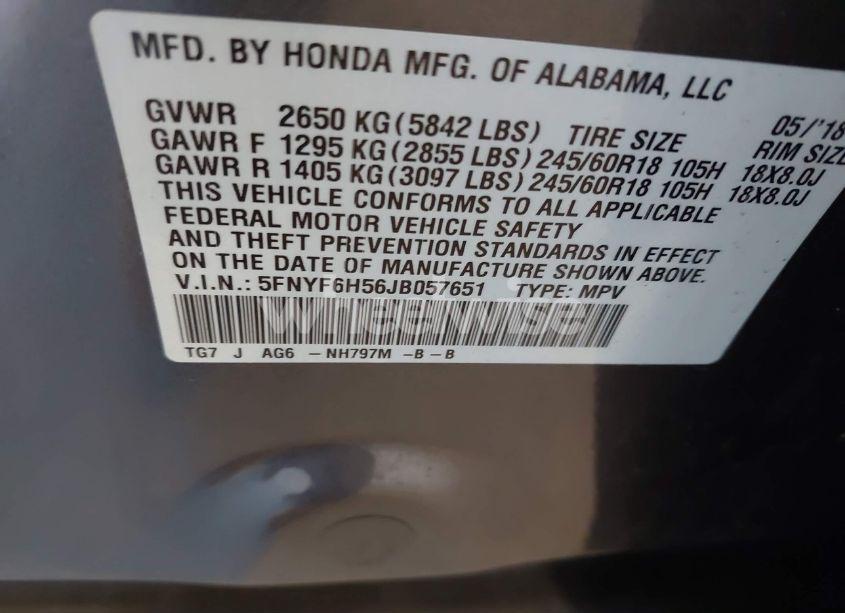 MFD. BY HONDA MFG. OF ALABAMA, LLC
05/'18
GVWR 2650 KG(5842 LBS) TIRE SIZE RIM SIZE
GAWR F 1295 KG(2855 LBS)245/60R18 105H 18X8.0J
GAWR R 1405 KG(3097 LBS)245/60R18 105H 18X8.0J
THIS VEHICLE CONFORMS TO ALL APPLICABLE
FEDERAL MOTOR VEHICLE SAFETY
AND THEFT PREVENTION STANDARDS IN EFFECT
ON THE DATE OF MANUFACTURE SHOWN ABOVE.
V.I.N.: 5FNYF6H56JB057651 TYPE: MPV
Wheelwise
TG7 J AG6 -NH797M -B-B